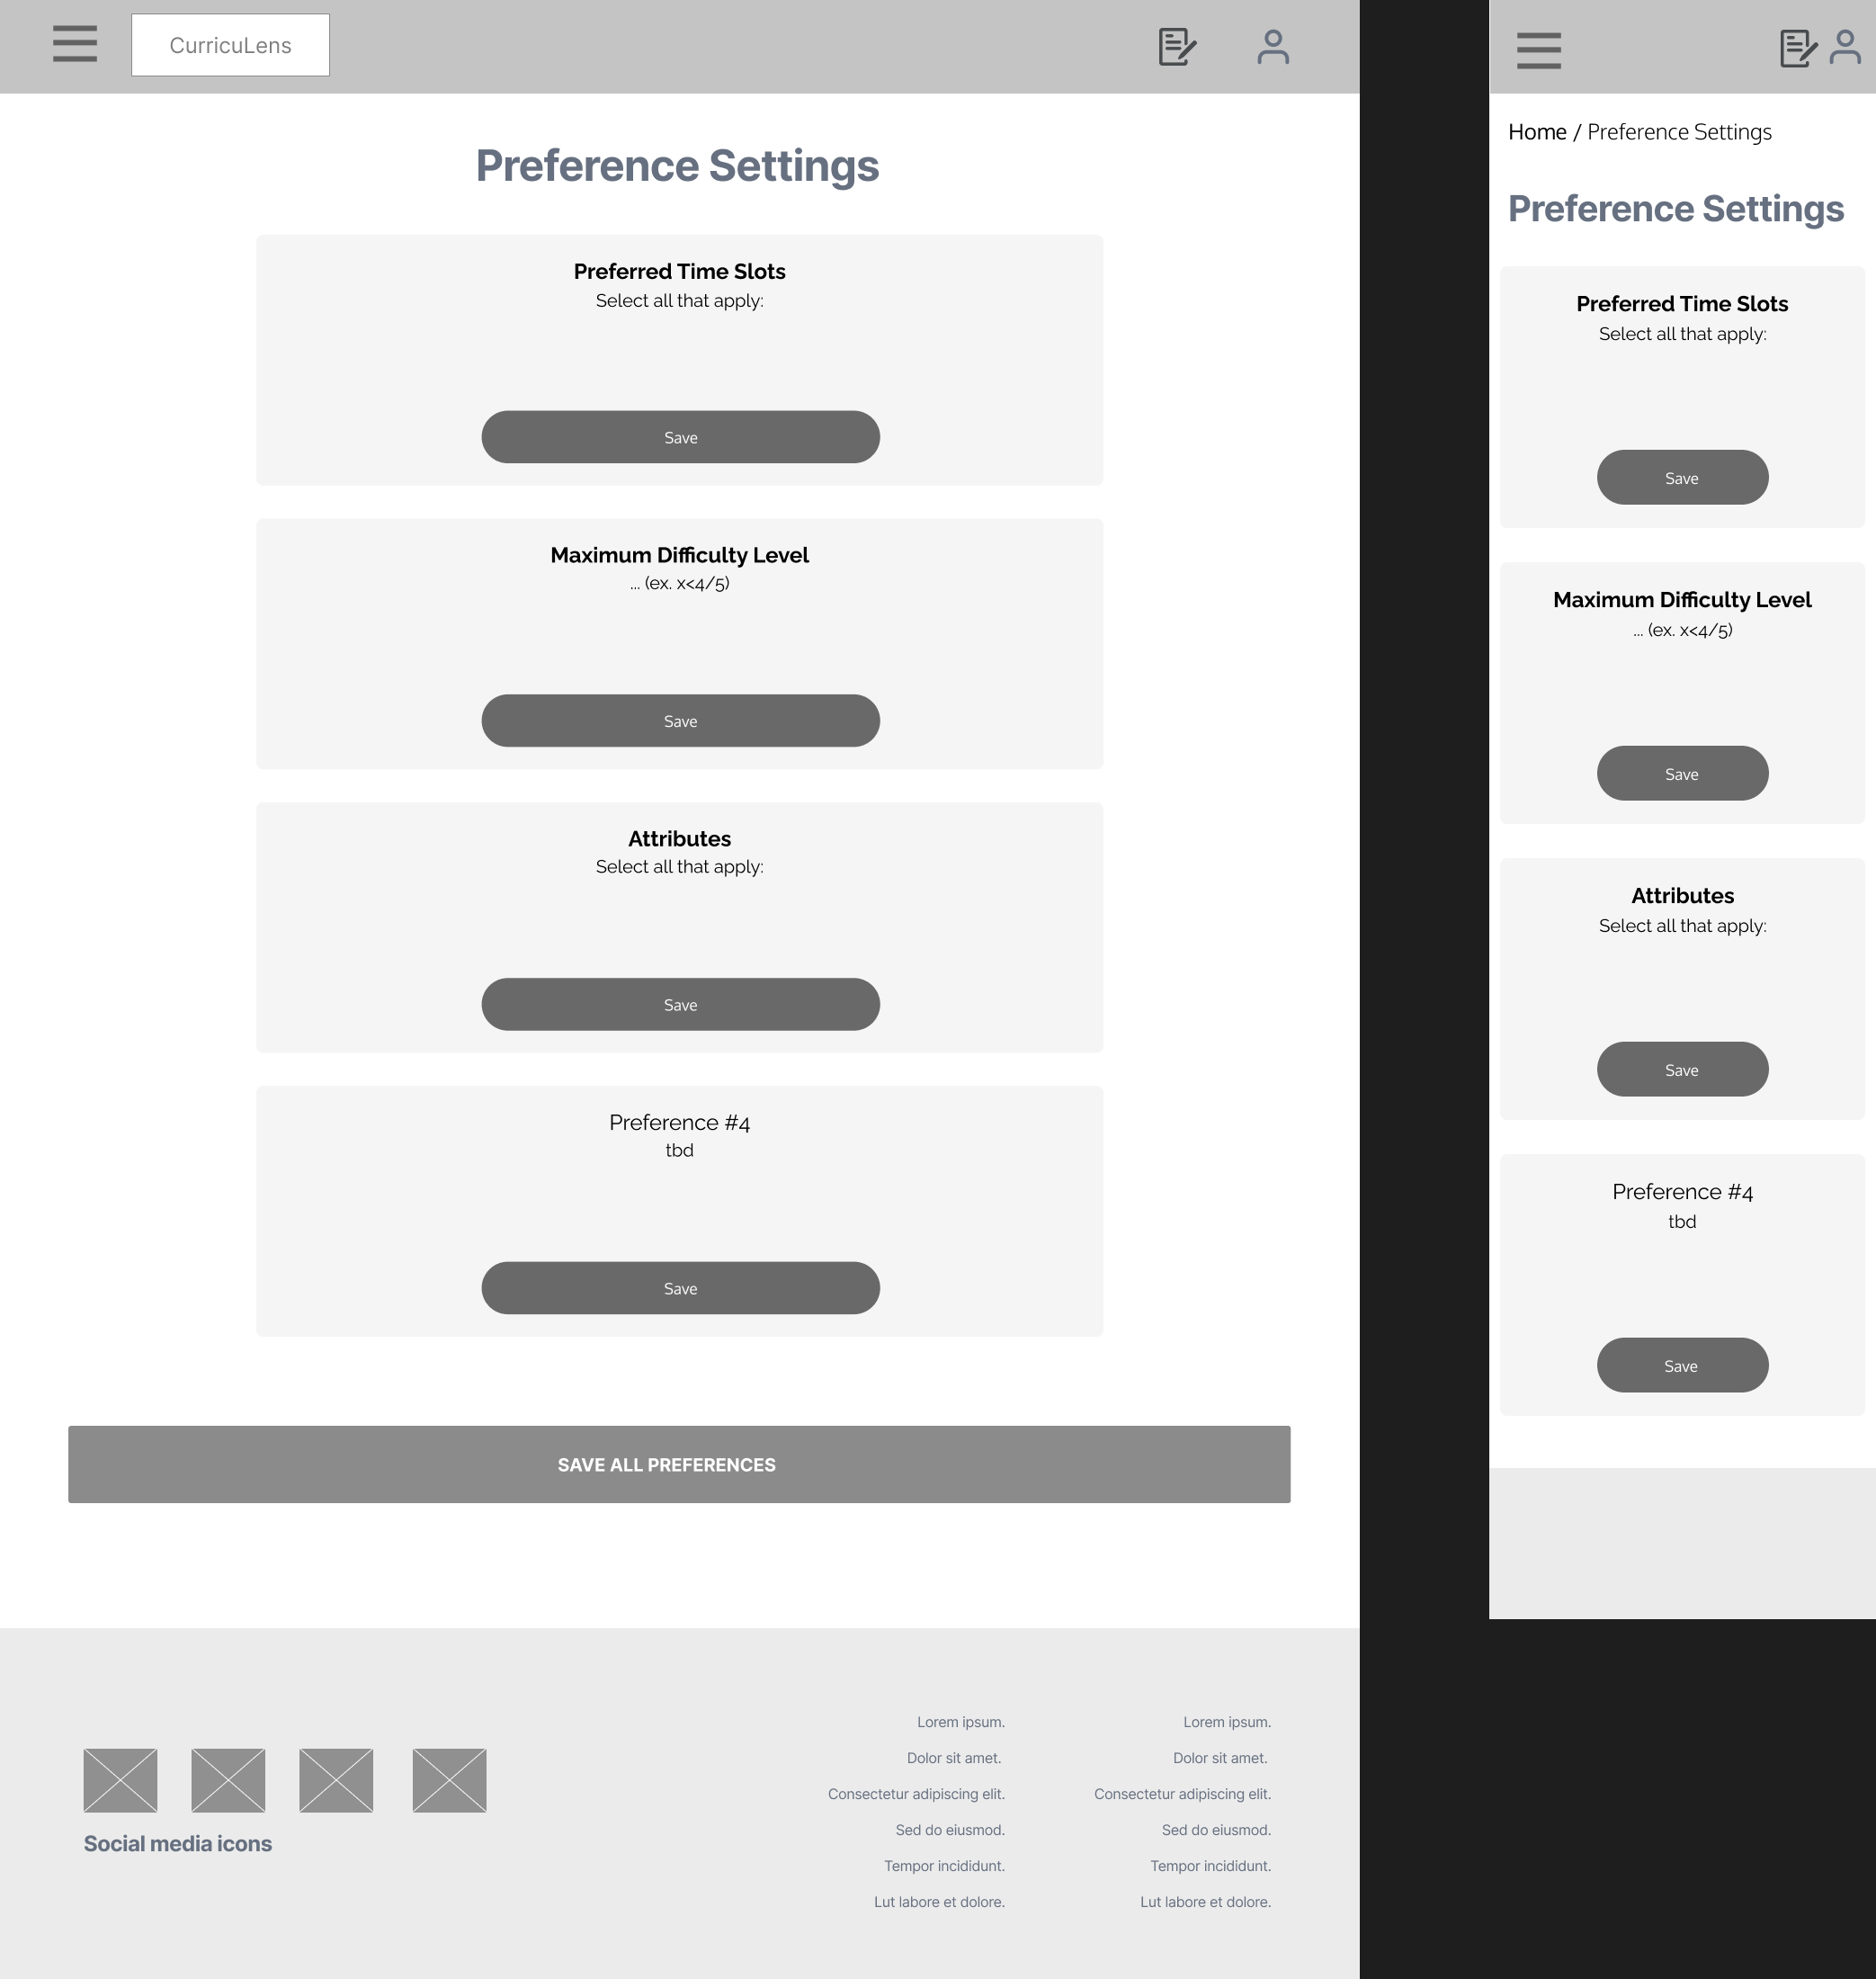 CurricuLens
Preference Settings
Preferred Time Slots
Select all that apply:
Save
Maximum Difficulty Level
... (ex. x<4/5)
Save
Attributes
Select all that apply:
Save
Preference #4
tbd
Save
SAVE ALL PREFERENCES
Social media icons
Lorem ipsum.
Dolor sit amet.
Consectetur adipiscing elit.
Sed do eiusmod.
Tempor incididunt.
Lut labore et dolore.
Lorem ipsum.
Dolor sit amet.
Consectetur adipiscing elit.
Sed do eiusmod.
Tempor incididunt.
Lut labore et dolore.
Home / Preference Settings
Preference Settings
Preferred Time Slots
Select all that apply:
Save
Maximum Difficulty Level
... (ex. x<4/5)
Save
Attributes
Select all that apply:
Save
Preference #4
tbd
Save